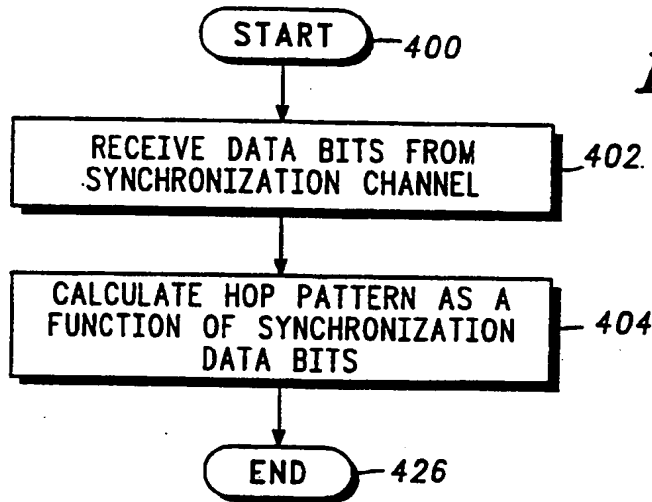 START
400
RECEIVE DATA BITS FROM
SYNCHRONIZATION CHANNEL
402.
CALCULATE HOP PATTERN AS A
FUNCTION OF SYNCHRONIZATION
DATA BITS
404
END
426